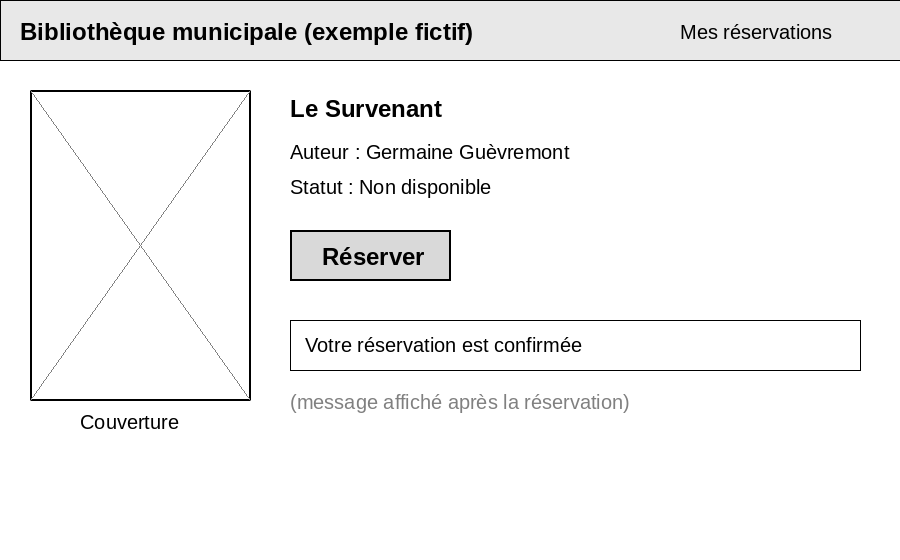 Bibliothèque municipale (exemple fictif)
Mes réservations
Le Survenant
Auteur : Germaine Guèvremont
Statut : Non disponible
Réserver
Votre réservation est confirmée
(message affiché après la réservation)
Couverture